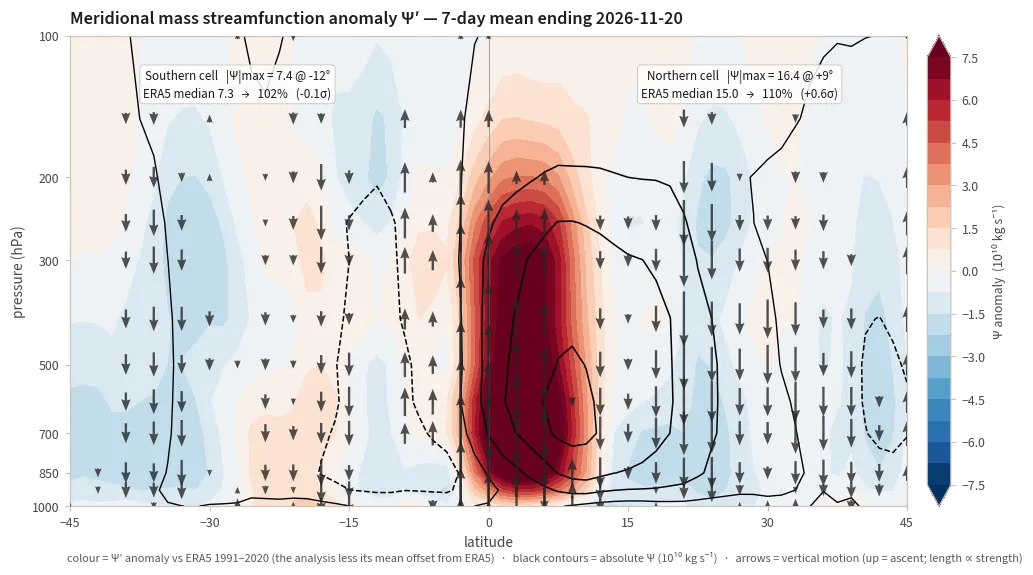 Meridional mass streamfunction anomaly Ψ′ — 7-day mean ending 2026-11-20
Southern cell |Ψ|max = 7.4 @ -12°
ERA5 median 7.3 → 102% (-0.1σ)
Northern cell |Ψ|max = 16.4 @ +9°
ERA5 median 15.0 → 110% (+0.6σ)
pressure (hPa)
100
200
300
400
500
700
850
1000
−45
−30
−15
0
15
30
45
latitude
7.5
6.0
4.5
3.0
1.5
0.0
−1.5
−3.0
−4.5
−6.0
−7.5
Ψ anomaly (10¹⁰ kg s⁻¹)
colour = Ψ′ anomaly vs ERA5 1991–2020 (the analysis less its mean offset from ERA5) · black contours = absolute Ψ (10¹⁰ kg s⁻¹) · arrows = vertical motion (up = ascent; length ∝ strength)